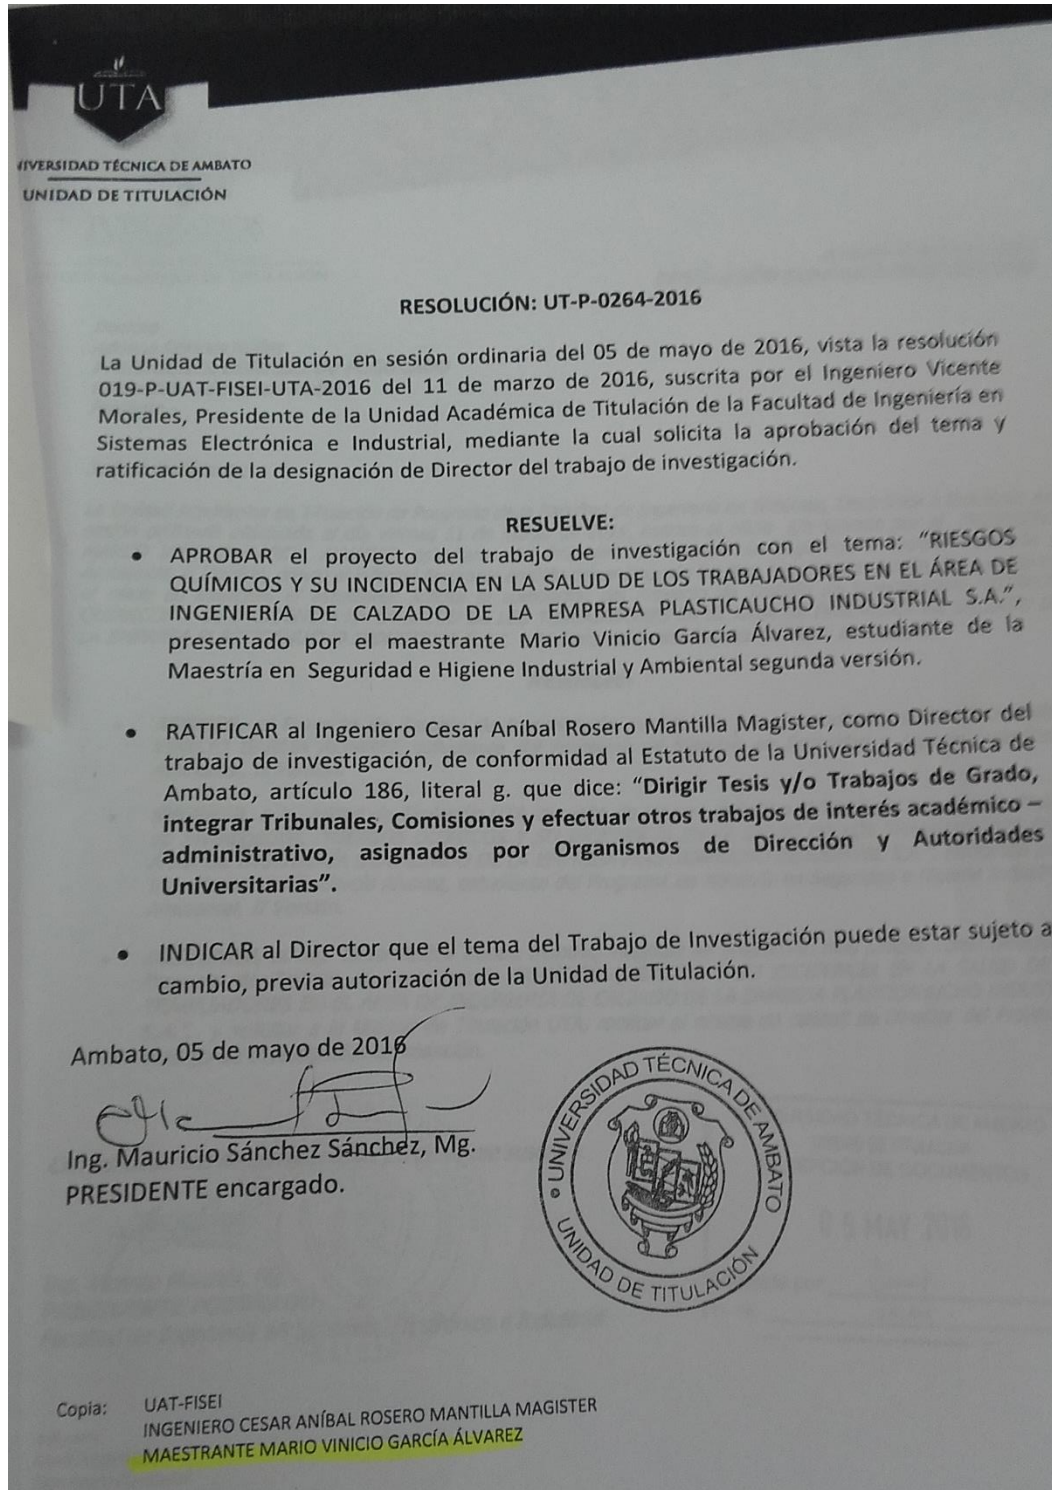 UTA
IVERSIDAD TÉCNICA DE AMBATO
UNIDAD DE TITULACIÓN
RESOLUCIÓN: UT-P-0264-2016
La Unidad de Titulación en sesión ordinaria del 05 de mayo de 2016, vista la resolución
019-P-UAT-FISEI-UTA-2016 del 11 de marzo de 2016, suscrita por el Ingeniero Vicente
Morales, Presidente de la Unidad Académica de Titulación de la Facultad de Ingeniería en
Sistemas Electrónica e Industrial, mediante la cual solicita la aprobación del tema y
ratificación de la designación de Director del trabajo de investigación.
RESUELVE:
• APROBAR el proyecto del trabajo de investigación con el tema: “RIESGOS
QUÍMICOS Y SU INCIDENCIA EN LA SALUD DE LOS TRABAJADORES EN EL ÁREA DE
INGENIERÍA DE CALZADO DE LA EMPRESA PLASTICAUCHO INDUSTRIAL S.A.”,
presentado por el maestrante Mario Vinicio García Álvarez, estudiante de la
Maestría en Seguridad e Higiene Industrial y Ambiental segunda versión.
• RATIFICAR al Ingeniero Cesar Aníbal Rosero Mantilla Magister, como Director del
trabajo de investigación, de conformidad al Estatuto de la Universidad Técnica de
Ambato, artículo 186, literal g. que dice: “Dirigir Tesis y/o Trabajos de Grado,
integrar Tribunales, Comisiones y efectuar otros trabajos de interés académico –
administrativo, asignados por Organismos de Dirección y Autoridades
Universitarias”.
• INDICAR al Director que el tema del Trabajo de Investigación puede estar sujeto a
cambio, previa autorización de la Unidad de Titulación.
Ambato, 05 de mayo de 2016
Ing. Mauricio Sánchez Sánchez, Mg.
PRESIDENTE encargado.
UNIVERSIDAD TÉCNICA DE AMBATO
UNIDAD DE TITULACIÓN
Copia: UAT-FISEI
INGENIERO CESAR ANÍBAL ROSERO MANTILLA MAGISTER
MAESTRANTE MARIO VINICIO GARCÍA ÁLVAREZ